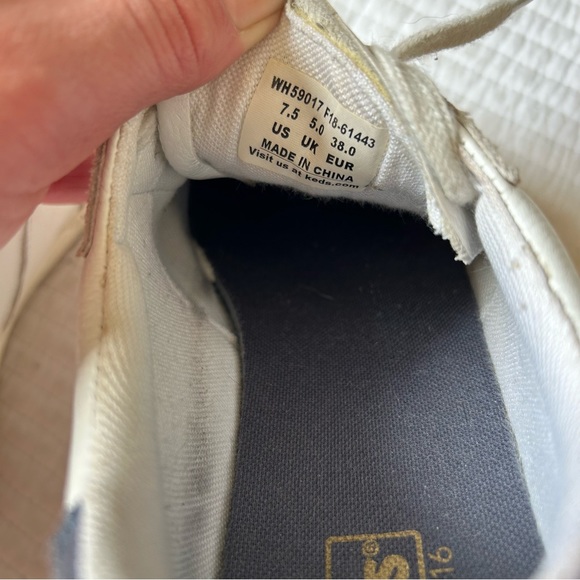 WH59017 F18-61443
7.5 5.0 38.0
US UK EUR
MADE IN CHINA
Visit us at keds.com
®
16